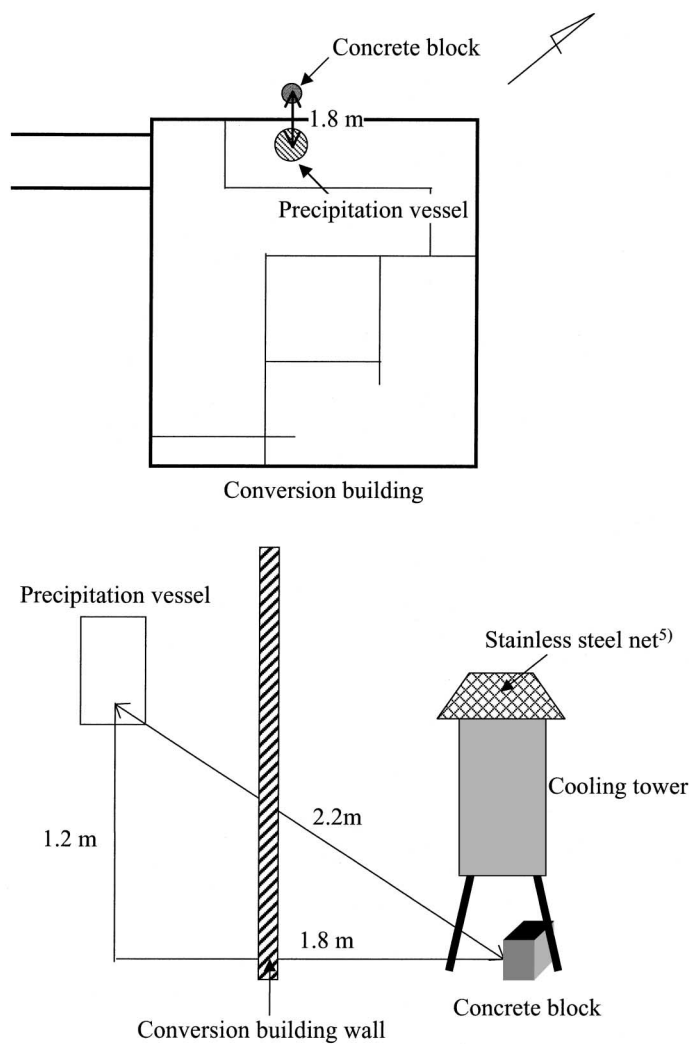 Concrete block
1.8 m
Precipitation vessel
Conversion building
Precipitation vessel
Stainless steel net5)
Cooling tower
1.2 m
2.2m
1.8 m
Concrete block
Conversion building wall